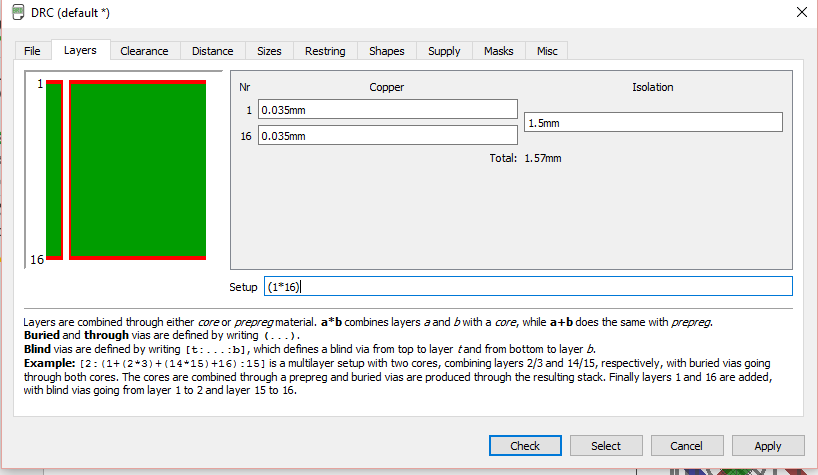 DRC (default *)
File Layers Clearance Distance Sizes Restring Shapes Supply Masks Misc
1
16
Nr Copper Isolation
1 0.035mm
1.5mm
16 0.035mm
Total: 1.57mm
Setup (1*16)
Layers are combined through either core or prepreg material. a*b combines layers a and b with a core, while a+b does the same with prepreg.
Buried and through vias are defined by writing (...).
Blind vias are defined by writing [t:...:b], which defines a blind via from top to layer t and from bottom to layer b.
Example: [2:(1+(2*3)+(14*15)+16):15] is a multilayer setup with two cores, combining layers 2/3 and 14/15, respectively, with buried vias going
through both cores. The cores are combined through a prepreg and buried vias are produced through the resulting stack. Finally layers 1 and 16 are added,
with blind vias going from layer 1 to 2 and layer 15 to 16.
Check Select Cancel Apply